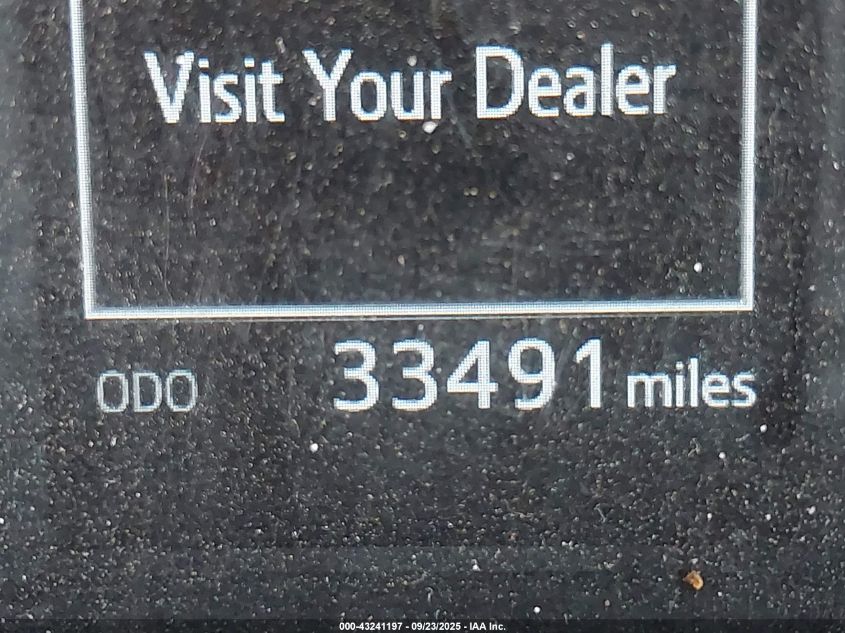 Visit Your Dealer
ODO 33491 miles
000-43241197 - 09/23/2025 - IAA Inc.